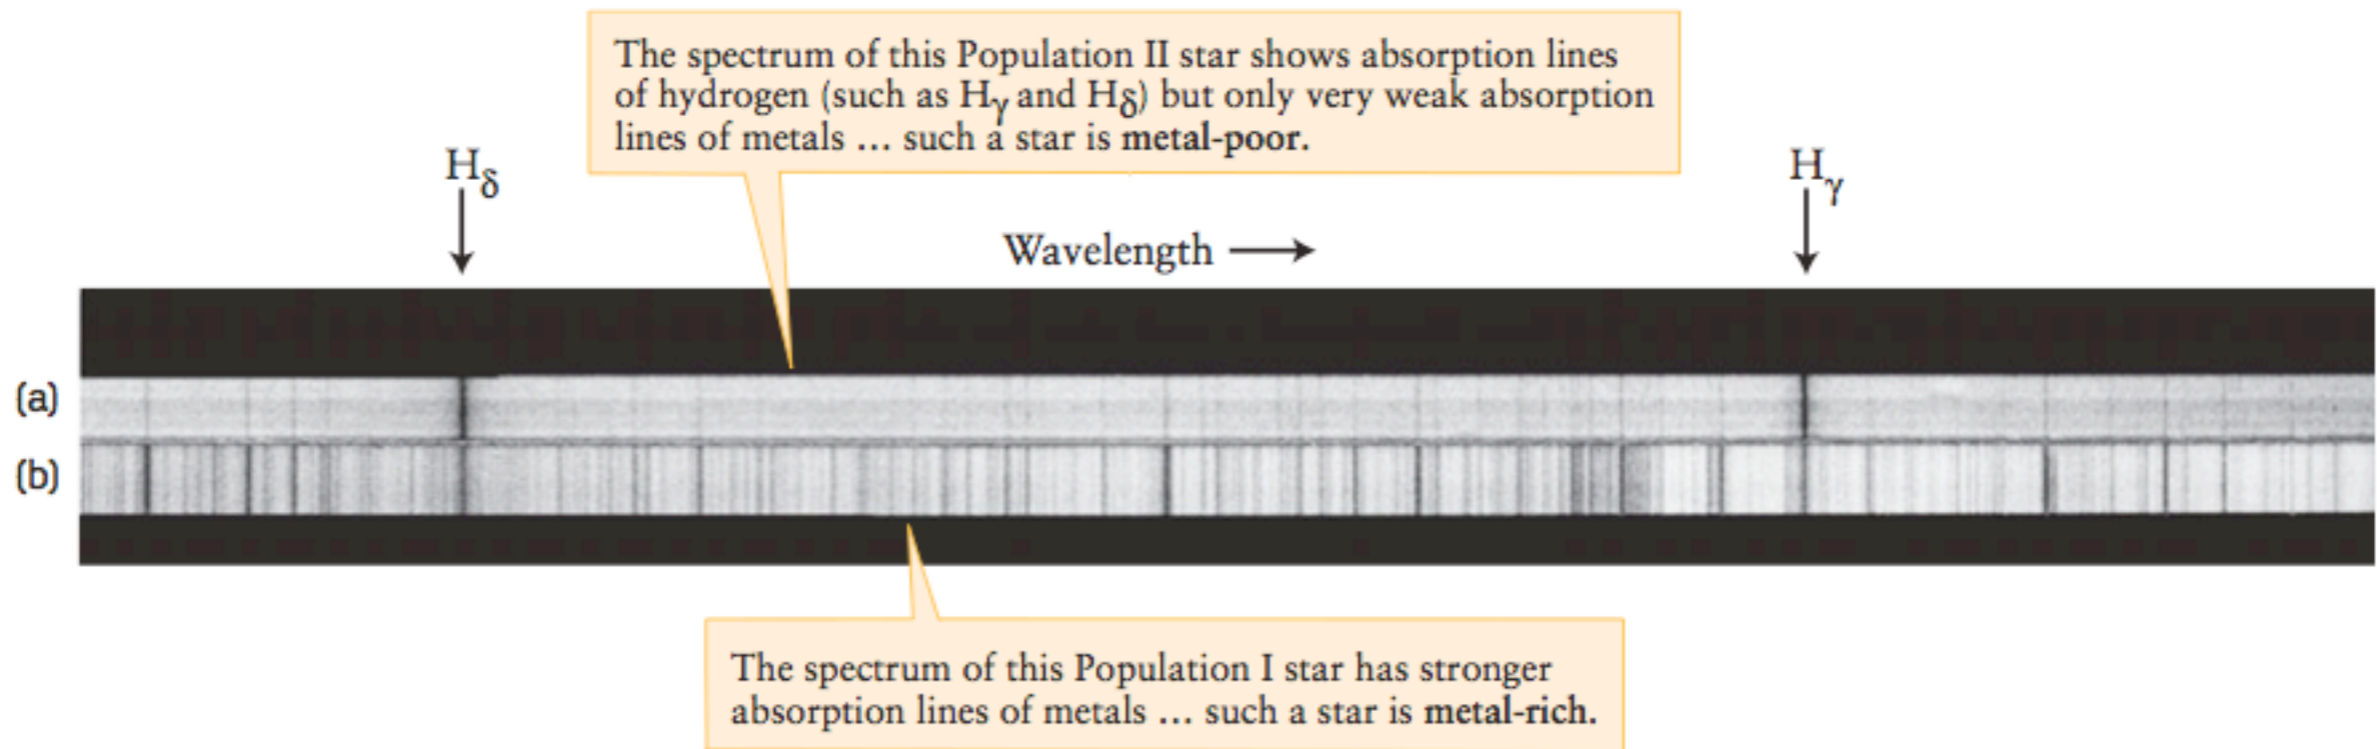 The spectrum of this Population II star shows absorption lines
of hydrogen (such as Hγ and Hδ) but only very weak absorption
lines of metals ... such a star is metal-poor.
Hδ
Hγ
Wavelength →
(a)
(b)
The spectrum of this Population I star has stronger
absorption lines of metals ... such a star is metal-rich.